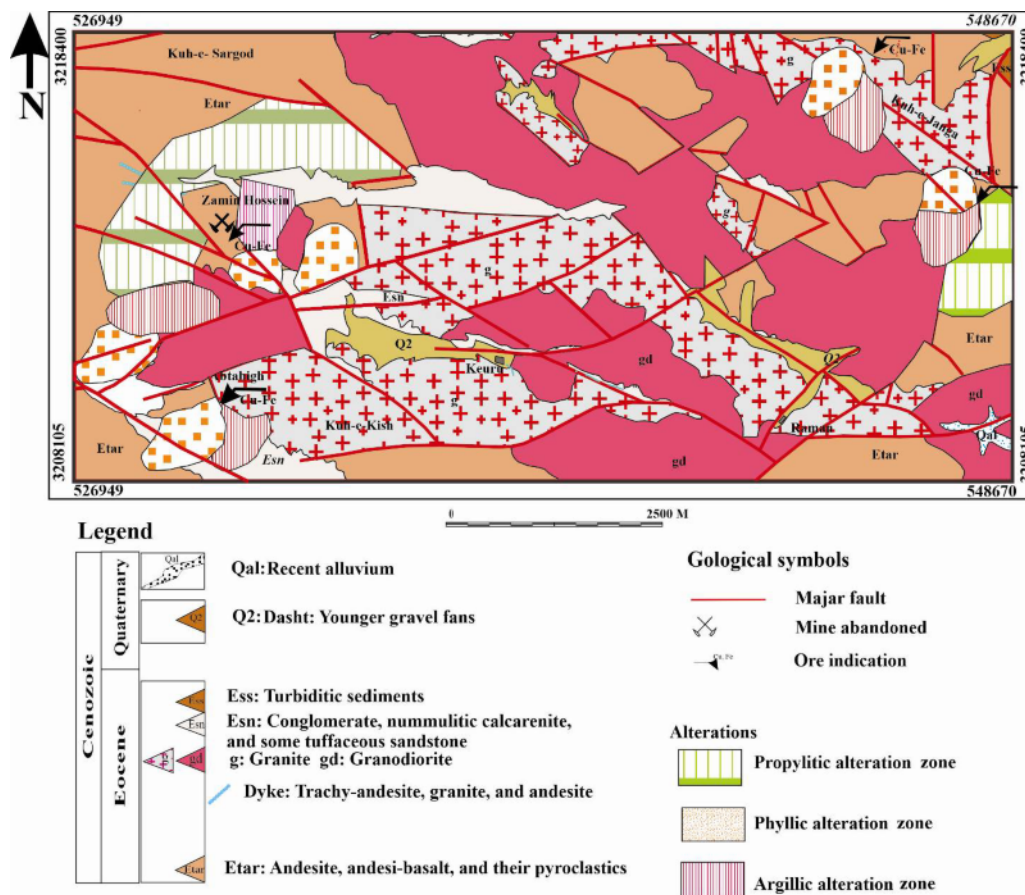 526949
548670
3218400
3218400
N
Kuh-e- Sargod
g
Cu-Fe
Ess
Etar
Kuh-e-Janga
Cu-Fe
Zamin Hossein
g
Cu-Fe
g
Esn
Q2
Q2
Etar
gd
Keuru
gd
Cu-Fe
g
Kuh-e-Kish
Ruman
Qal
Etar
Esn
gd
Etar
3208105
3208105
526949
548670
0 2500 M
Legend
Cenozoic
Quaternary
Eocene
Qal
Qal: Recent alluvium
Q2
Q2: Dasht: Younger gravel fans
Ess
Ess: Turbiditic sediments
Esn
Esn: Conglomerate, nummulitic calcarenite,
and some tuffaceous sandstone
g gd
g: Granite gd: Granodiorite
Dyke: Trachy-andesite, granite, and andesite
Etar
Etar: Andesite, andesi-basalt, and their pyroclastics
Gological symbols
Majar fault
Mine abandoned
Cu, Fe
Ore indication
Alterations
Propylitic alteration zone
Phyllic alteration zone
Argillic alteration zone